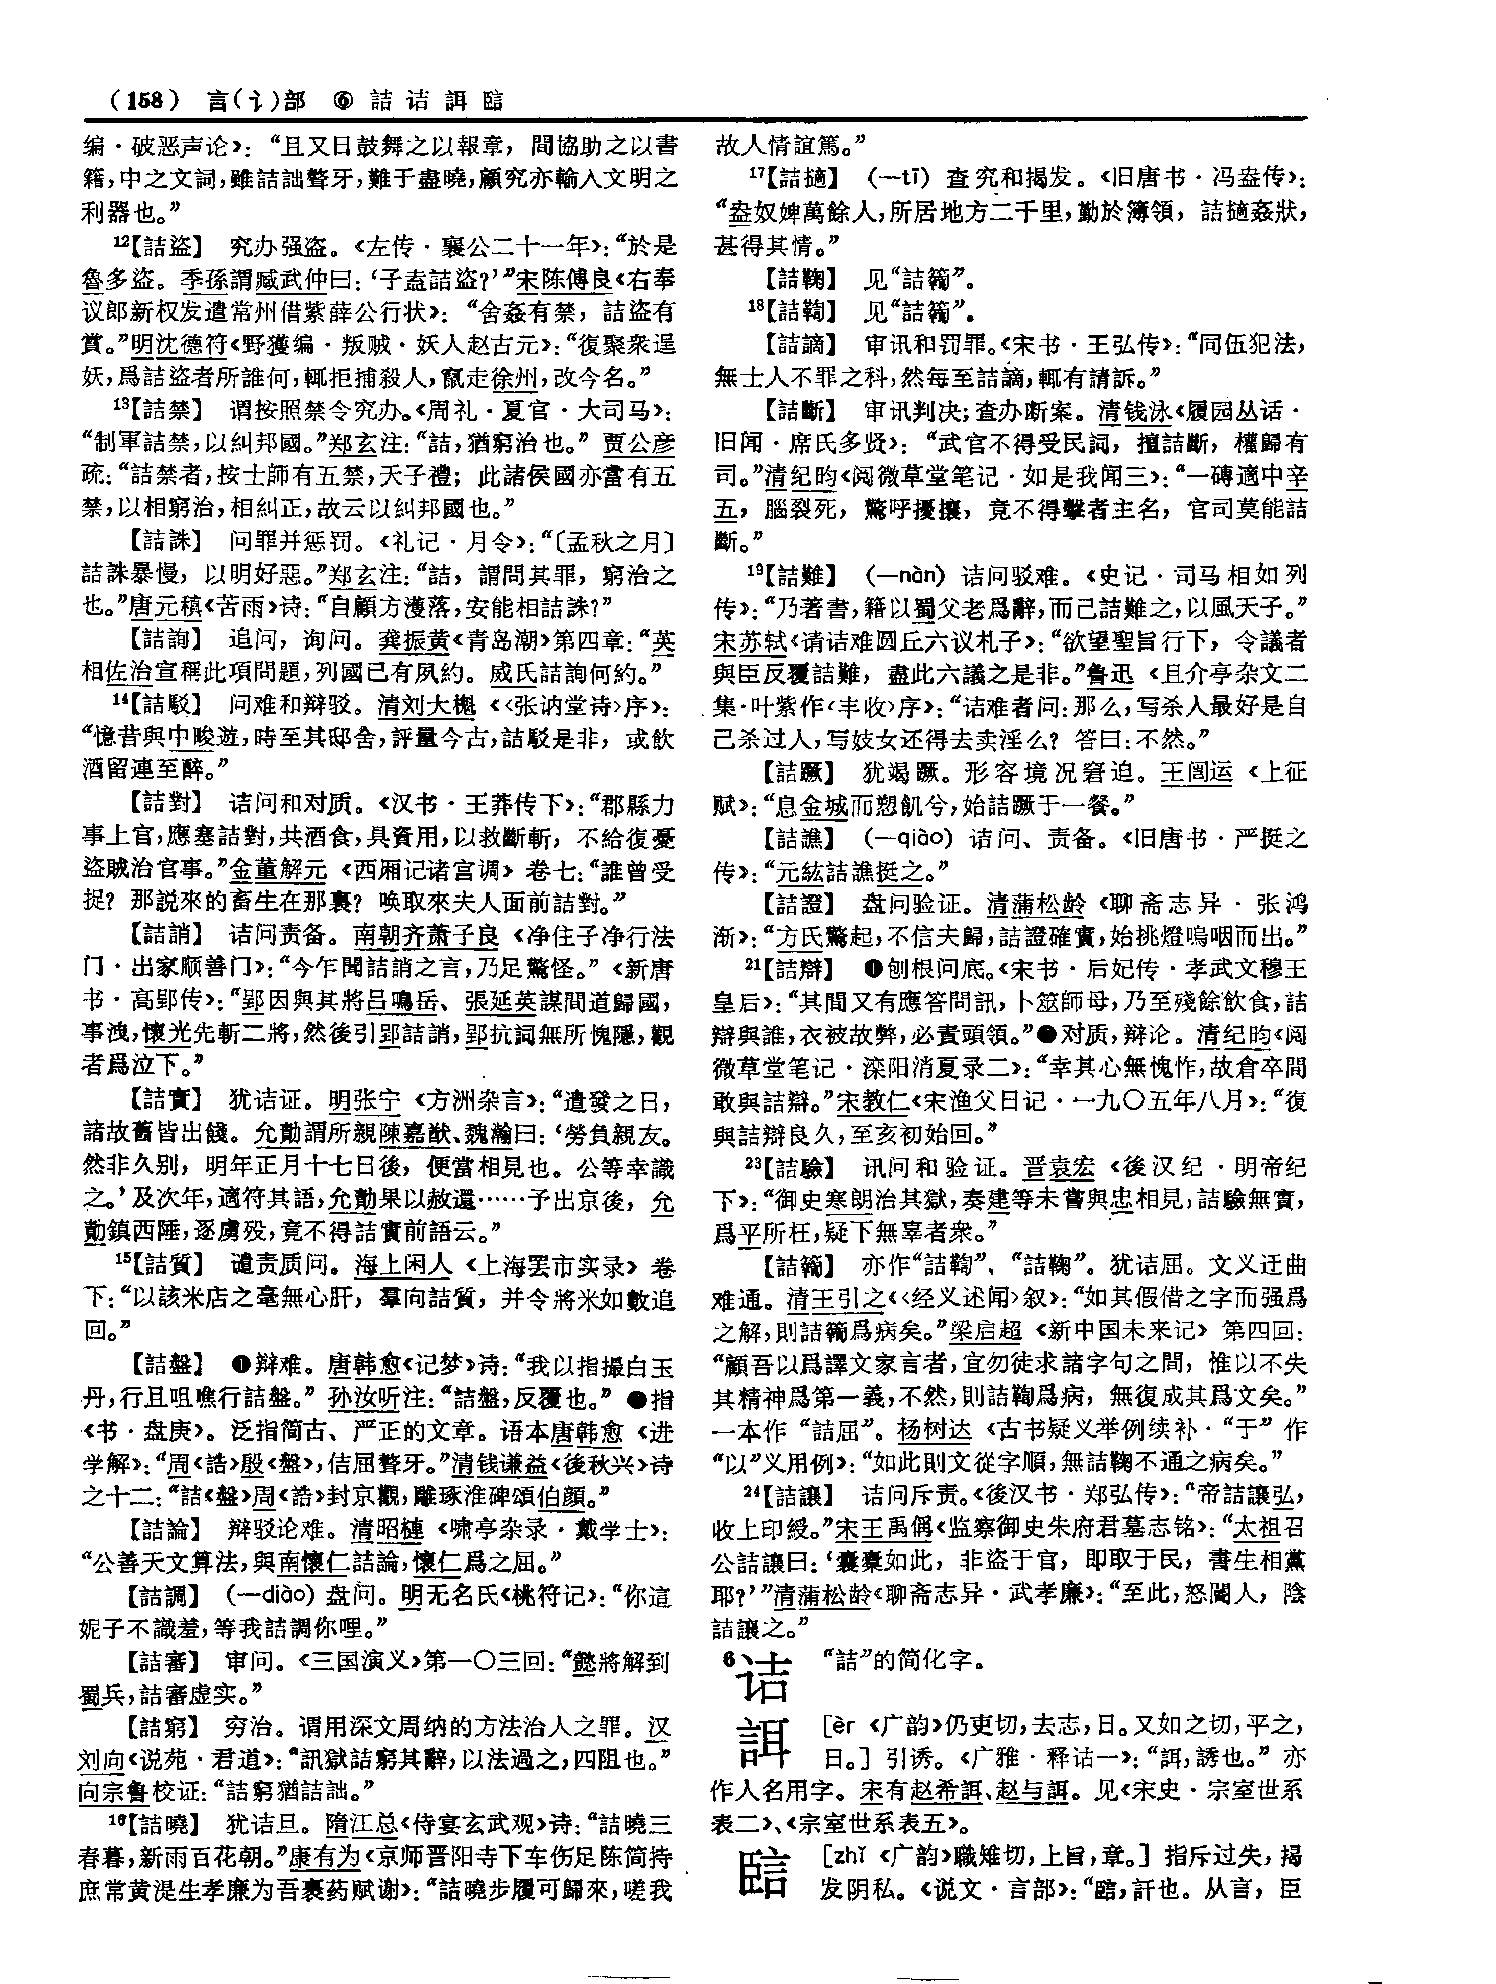 (158) 言(讠)部 ⑥ 詰 诘 誀 䛊
编·破恶声论》：“且又日鼓舞之以報章，間協助之以書
籍，中之文詞，雖詰詘聱牙，難于盡曉，顧究亦輸入文明之
利器也。”
12【詰盜】 究办强盗。《左传·襄公二十一年》：“於是
魯多盜。季孫謂臧武仲曰：‘子盍詰盜？’”宋陈傅良《右奉
议郎新权发遣常州借紫薛公行状》：“舍姦有禁，詰盜有
賞。”明沈德符《野獲编·叛贼·妖人赵古元》：“復聚衆逞
妖，爲詰盜者所誰何，輒拒捕殺人，竄走徐州，改今名。”
13【詰禁】 谓按照禁令究办。《周礼·夏官·大司马》：
“制軍詰禁，以糾邦國。”郑玄注：“詰，猶窮治也。” 贾公彦
疏：“詰禁者，按士師有五禁，天子禮；此諸侯國亦當有五
禁，以相窮治，相糾正，故云以糾邦國也。”
【詰誅】 问罪并惩罚。《礼记·月令》：“〔孟秋之月〕
詰誅暴慢，以明好惡。”郑玄注：“詰，謂問其罪，窮治之
也。”唐元稹《苦雨》诗：“自顧方濩落，安能相詰誅？”
【詰詢】 追问，询问。龚振黄《青岛潮》第四章：“英
相佐治宣稱此項問題，列國已有夙約。威氏詰詢何約。”
14【詰駁】 问难和辩驳。清刘大櫆《〈张讷堂诗〉序》：
“憶昔與中畯遊，時至其邸舍，評量今古，詰駁是非，或飲
酒留連至醉。”
【詰對】 诘问和对质。《汉书·王莽传下》：“郡縣力
事上官，應塞詰對，共酒食，具資用，以救斷斬，不給復憂
盜賊治官事。”金董解元《西厢记诸宫调》卷七：“誰曾受
捉？那説來的畜生在那裏？唤取來夫人面前詰對。”
【詰誚】 诘问责备。南朝齐萧子良《净住子净行法
门·出家顺善门》：“今乍聞詰誚之言，乃足驚怪。”《新唐
书·高郢传》：“郢因與其將吕鳴岳、張延英謀間道歸國，
事洩，懷光先斬二將，然後引郢詰誚，郢抗詞無所愧隱，觀
者爲泣下。”
【詰實】 犹诘证。明张宁《方洲杂言》：“遣發之日，
諸故舊皆出餞。允勣謂所親陳嘉猷、魏瀚曰：‘勞負親友。
然非久别，明年正月十七日後，便當相見也。公等幸識
之。’及次年，適符其語，允勣果以赦還……予出京後，允
勣鎮西陲，逐虜殁，竟不得詰實前語云。”
15【詰質】 谴责质问。海上闲人《上海罢市实录》卷
下：“以該米店之毫無心肝，羣向詰質，并令將米如數追
回。”
【詰盤】 ❶辩难。唐韩愈《记梦》诗：“我以指撮白玉
丹，行且咀噍行詰盤。”孙汝听注：“詰盤，反覆也。” ●指
《书·盘庚》。泛指简古、严正的文章。语本唐韩愈《进
学解》：“周《誥》殷《盤》，佶屈聱牙。”清钱谦益《後秋兴》诗
之十二：“詰《盤》周《誥》封京觀，雕琢淮碑頌伯顔。”
【詰論】 辩驳论难。清昭槤《啸亭杂录·戴学士》：
“公善天文算法，與南懷仁詰論，懷仁爲之屈。”
【詰調】 （一diào）盘问。明无名氏《桃符记》：“你這
妮子不識羞，等我詰調你哩。”
【詰審】 审问。《三国演义》第一〇三回：“懿將解到
蜀兵，詰審虚实。”
【詰窮】 穷治。谓用深文周纳的方法治人之罪。汉
刘向《说苑·君道》：“訊獄詰窮其辭，以法過之，四阻也。”
向宗鲁校证：“詰窮猶詰詘。”
16【詰曉】 犹诘旦。隋江总《侍宴玄武观》诗：“詰曉三
春暮，新雨百花朝。”康有为《京师晋阳寺下车伤足陈简持
庶常黄湜生孝廉为吾裹药赋谢》：“詰曉步履可歸來，嗟我
故人情誼篤。”
17【詰擿】 （一tī）查究和揭发。《旧唐书·冯盎传》：
“盎奴婢萬餘人，所居地方二千里，勤於簿領，詰擿姦狀，
甚得其情。”
【詰鞠】 见“詰籟”。
18【詰鞫】 见“詰籟”。
【詰謫】 审讯和罚罪。《宋书·王弘传》：“同伍犯法，
無士人不罪之科，然每至詰謫，輒有請訴。”
【詰斷】 审讯判决；查办断案。清钱泳《履园丛话·
旧闻·席氏多贤》：“武官不得受民詞，擅詰斷，權歸有
司。”清纪昀《阅微草堂笔记·如是我闻三》：“一磚適中辛
五，腦裂死，驚呼擾攘，竟不得擊者主名，官司莫能詰
斷。”
19【詰難】 （一nàn）诘问驳难。《史记·司马相如列
传》：“乃著書，籍以蜀父老爲辭，而己詰難之，以風天子。”
宋苏轼《请诘难圆丘六议札子》：“欲望聖旨行下，令議者
與臣反覆詰難，盡此六議之是非。”鲁迅《且介亭杂文二
集·叶紫作〈丰收〉序》：“诘难者问：那么，写杀人最好是自
己杀过人，写妓女还得去卖淫么？答曰：不然。”
【詰蹶】 犹竭蹶。形容境况窘迫。王闿运《上征
赋》：“息金城而愬飢兮，始詰蹶于一餐。”
【詰譙】 （一qiào）诘问、责备。《旧唐书·严挺之
传》：“元紘詰譙挺之。”
【詰證】 盘问验证。清蒲松龄《聊斋志异·张鸿
渐》：“方氏驚起，不信夫歸，詰證確實，始挑燈嗚咽而出。”
21【詰辯】 ❶刨根问底。《宋书·后妃传·孝武文穆王
皇后》：“其間又有應答問訊，卜筮師母，乃至殘餘飲食，詰
辯與誰，衣被故弊，必責頭領。”●对质，辩论。清纪昀《阅
微草堂笔记·滦阳消夏录二》：“幸其心無愧怍，故倉卒間
敢與詰辯。”宋教仁《宋渔父日记·一九〇五年八月》：“復
與詰辯良久，至亥初始回。”
23【詰驗】 讯问和验证。晋袁宏《後汉纪·明帝纪
下》：“御史寒朗治其獄，奏建等未嘗與忠相見，詰驗無實，
爲平所枉，疑下無辜者衆。”
【詰籟】 亦作“詰鞫”、“詰鞠”。犹诘屈。文义迂曲
难通。清王引之《〈经义述闻〉叙》：“如其假借之字而强爲
之解，則詰籟爲病矣。”梁启超《新中国未来记》第四回：
“顧吾以爲譯文家言者，宜勿徒求諸字句之間，惟以不失
其精神爲第一義，不然，則詰鞫爲病，無復成其爲文矣。”
一本作“詰屈”。杨树达《古书疑义举例续补·“于”作
“以”义用例》：“如此則文從字順，無詰鞠不通之病矣。”
24【詰讓】 诘问斥责。《後汉书·郑弘传》：“帝詰讓弘，
收上印綬。”宋王禹偁《监察御史朱府君墓志铭》：“太祖召
公詰讓曰：‘囊橐如此，非盜于官，即取于民，書生相黨
耶？’”清蒲松龄《聊斋志异·武孝廉》：“至此，怒閽人，陰
詰讓之。”
6诘 “詰”的简化字。
誀 [èr《广韵》仍吏切，去志，日。又如之切，平之，
日。] 引诱。《广雅·释诂一》：“誀，誘也。” 亦
作人名用字。宋有赵希誀、赵与誀。见《宋史·宗室世系
表二》、《宗室世系表五》。
䛊 [zhǐ《广韵》職雉切，上旨，章。] 指斥过失，揭
发阴私。《说文·言部》：“䛊，訐也。从言，臣